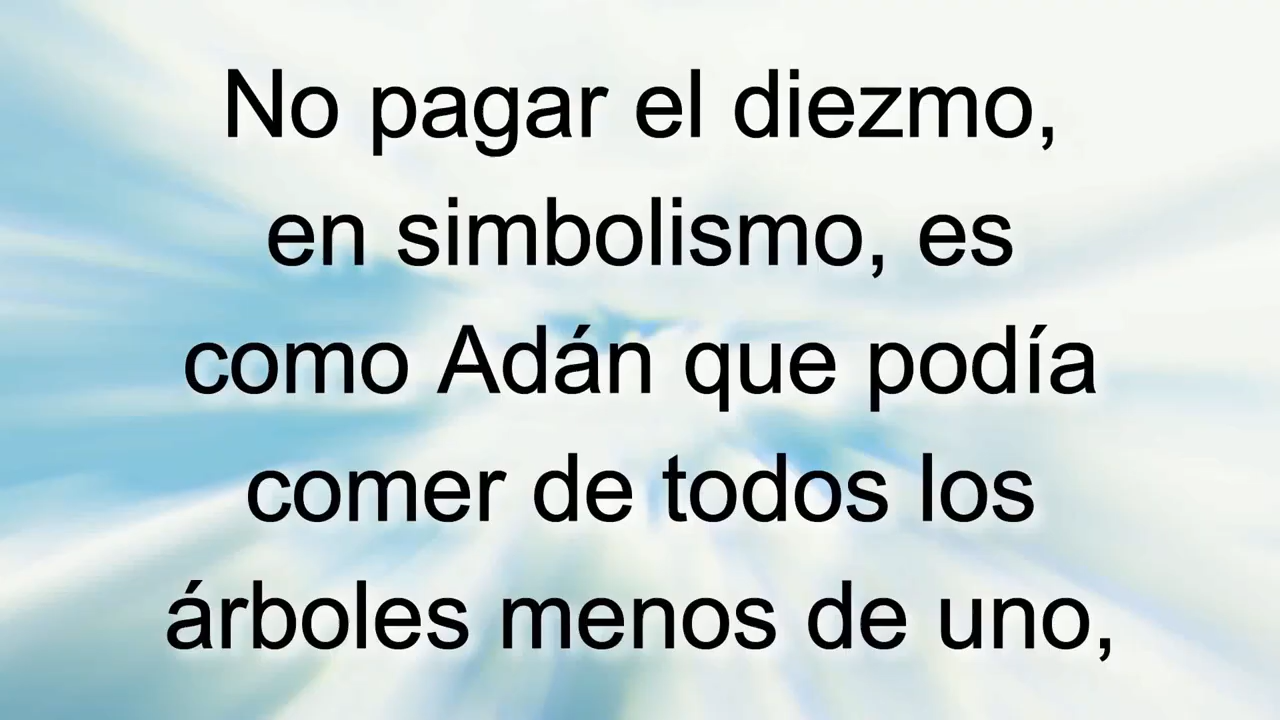 No pagar el diezmo,
en simbolismo, es
como Adán que podía
comer de todos los
árboles menos de uno,